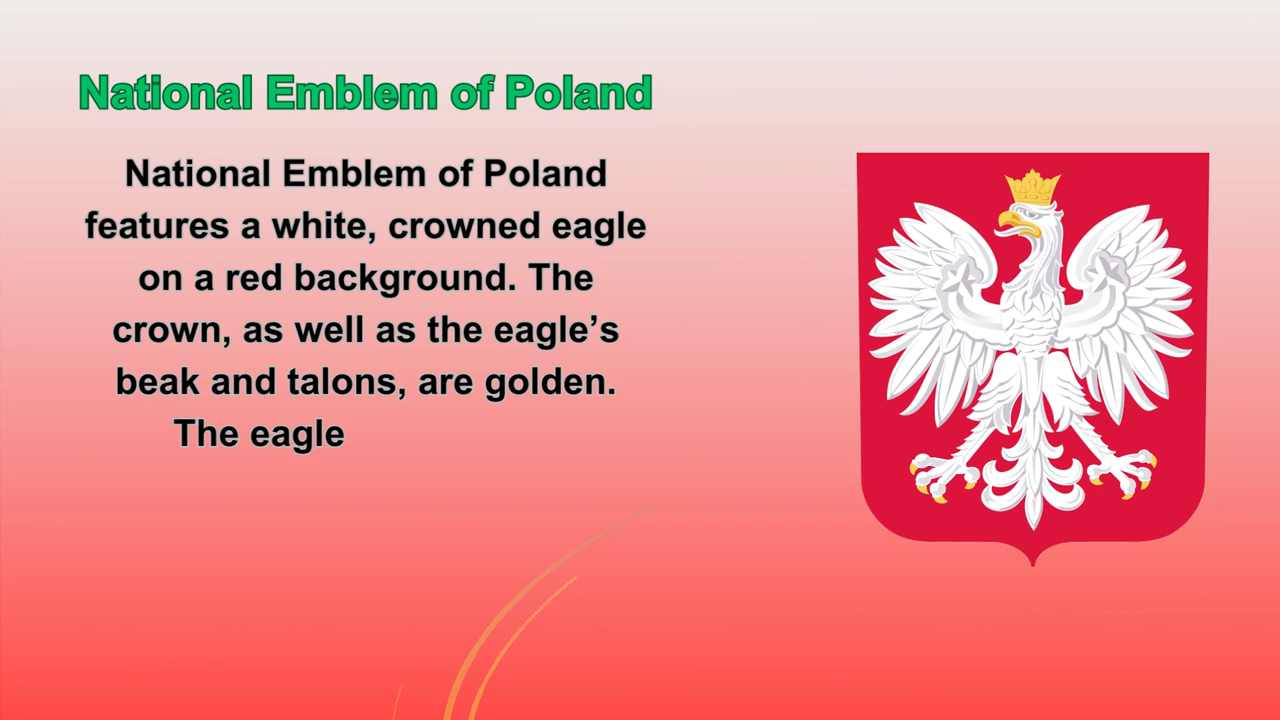 National Emblem of Poland
National Emblem of Poland
features a white, crowned eagle
on a red background. The
crown, as well as the eagle’s
beak and talons, are golden.
The eagle